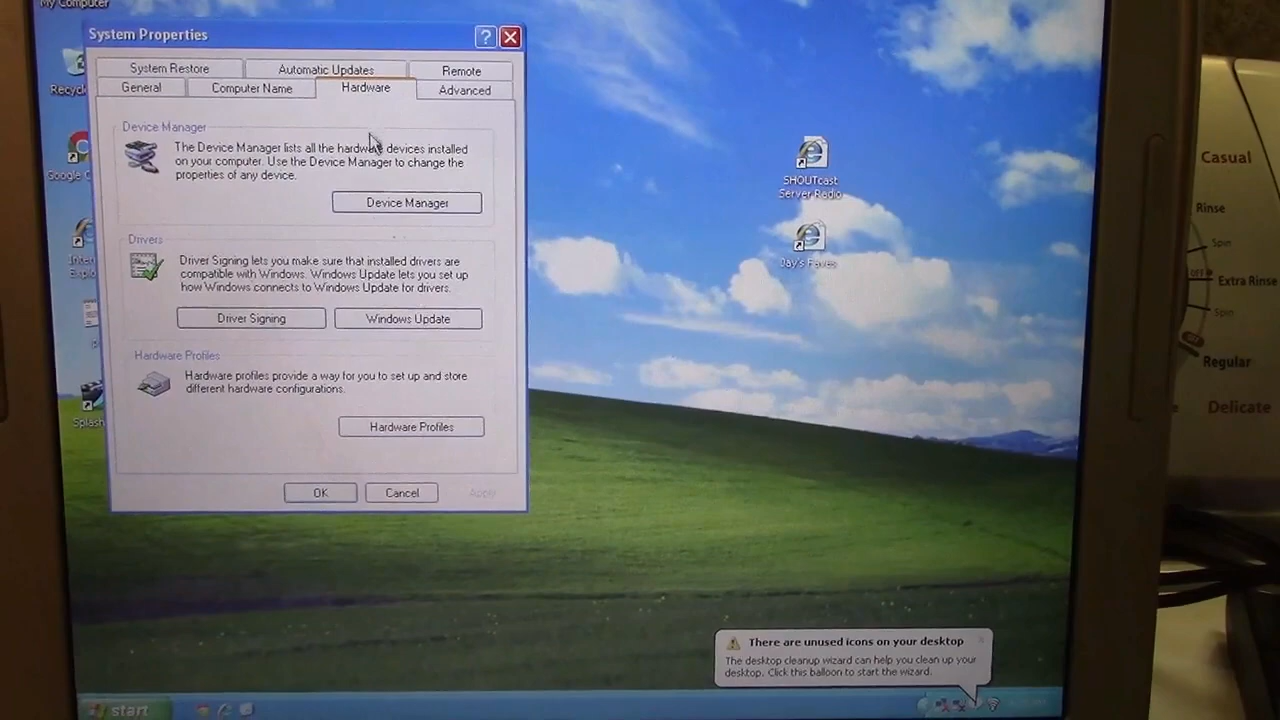 My Computer
System Properties
System Restore
Automatic Updates
Remote
General
Computer Name
Hardware
Advanced
Device Manager
The Device Manager lists all the hardware devices installed
on your computer. Use the Device Manager to change the
properties of any device.
Device Manager
Drivers
Driver Signing lets you make sure that installed drivers are
compatible with Windows. Windows Update lets you set up
how Windows connects to Windows Update for drivers.
Driver Signing
Windows Update
Hardware Profiles
Hardware profiles provide a way for you to set up and store
different hardware configurations.
Hardware Profiles
OK
Cancel
Apply
Recycl
Google C
Inter
Explo
Splash
SHOUTcast
Server Radio
Jay's Faves
There are unused icons on your desktop
The desktop cleanup wizard can help you clean up your
desktop. Click this balloon to start the wizard.
start
Casual
Rinse
Spin
OFF
Extra Rinse
Spin
Off
Regular
Delicate